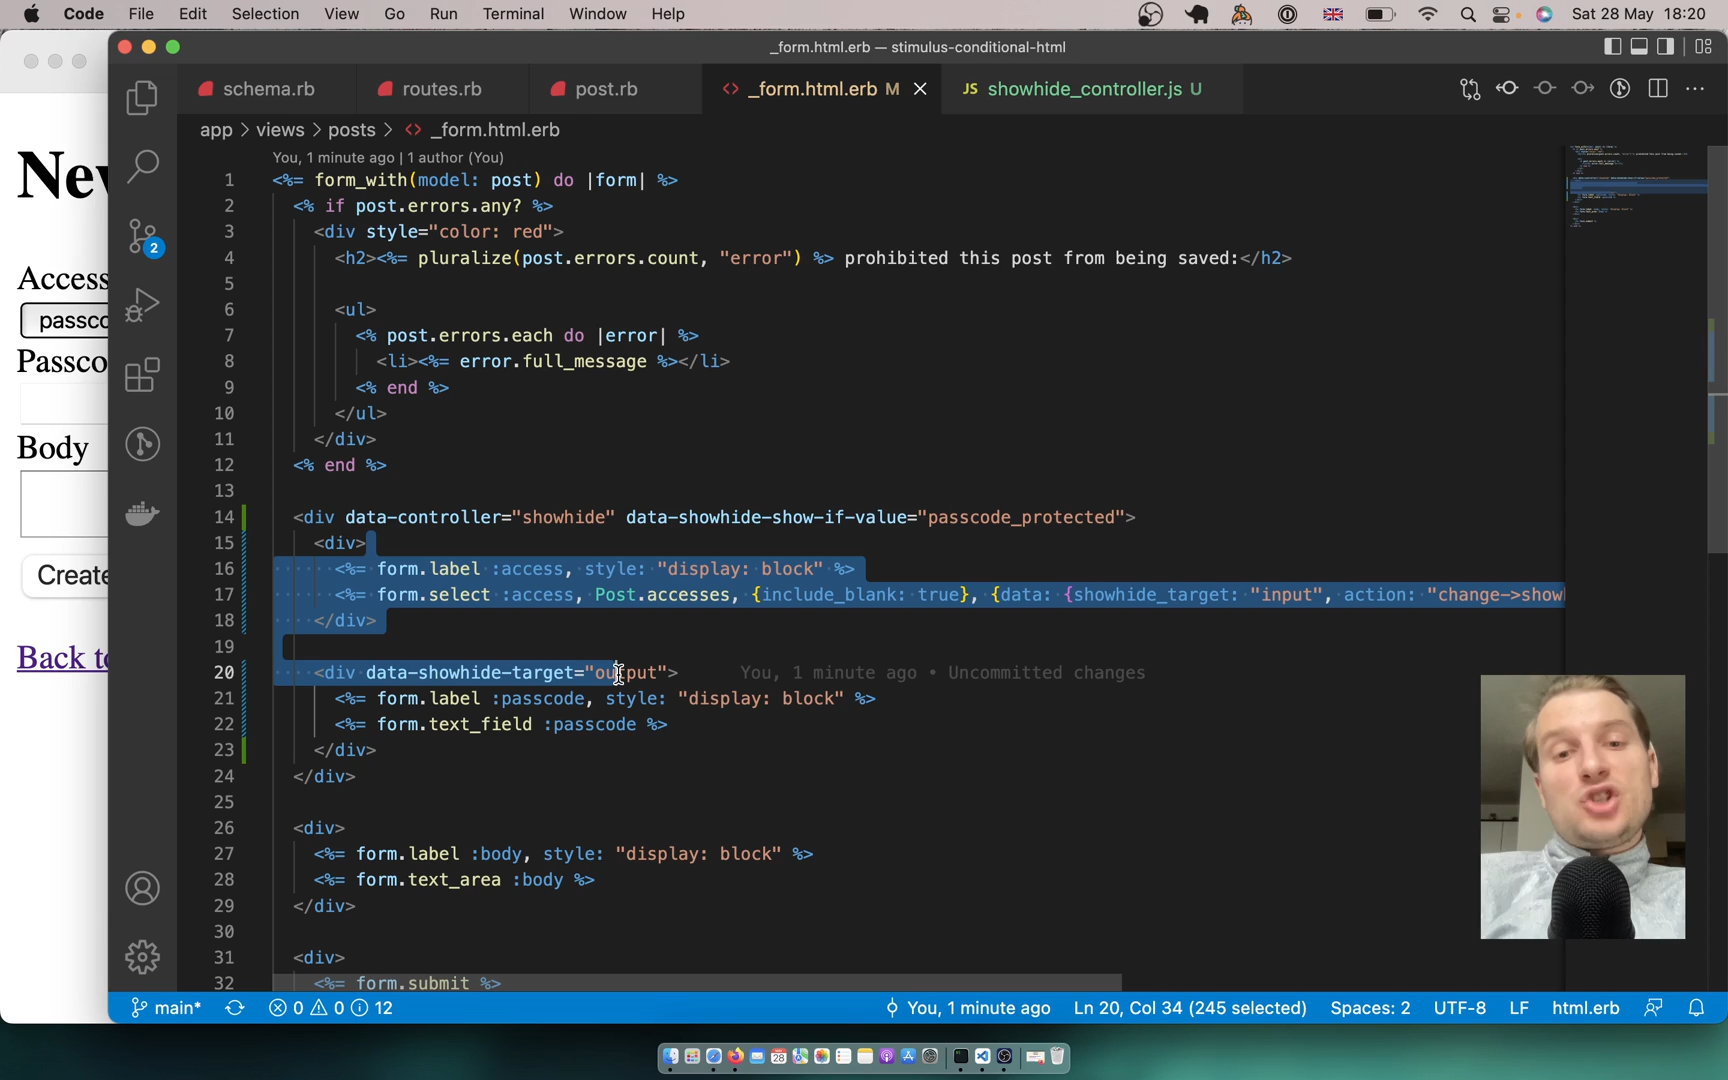 Code File Edit Selection View Go Run Terminal Window Help Sat 28 May 18:20
_form.html.erb — stimulus-conditional-html
schema.rb routes.rb post.rb <> _form.html.erb M JS showhide_controller.js U
app > views > posts > <> _form.html.erb
You, 1 minute ago | 1 author (You)
1 <%= form_with(model: post) do |form| %>
2 <% if post.errors.any? %>
3 <div style="color: red">
4 <h2><%= pluralize(post.errors.count, "error") %> prohibited this post from being saved:</h2>
5
6 <ul>
7 <% post.errors.each do |error| %>
8 <li><%= error.full_message %></li>
9 <% end %>
10 </ul>
11 </div>
12 <% end %>
13
14 <div data-controller="showhide" data-showhide-show-if-value="passcode_protected">
15 <div>
16 <%= form.label :access, style: "display: block" %>
17 <%= form.select :access, Post.accesses, {include_blank: true}, {data: {showhide_target: "input", action: "change->show
18 </div>
19
20 <div data-showhide-target="output"> You, 1 minute ago • Uncommitted changes
21 <%= form.label :passcode, style: "display: block" %>
22 <%= form.text_field :passcode %>
23 </div>
24 </div>
25
26 <div>
27 <%= form.label :body, style: "display: block" %>
28 <%= form.text_area :body %>
29 </div>
30
31 <div>
32 <%= form.submit %>
2
New
Access
passco
Passco
Body
Create
Back to
main* 0 0 12 You, 1 minute ago Ln 20, Col 34 (245 selected) Spaces: 2 UTF-8 LF html.erb
28